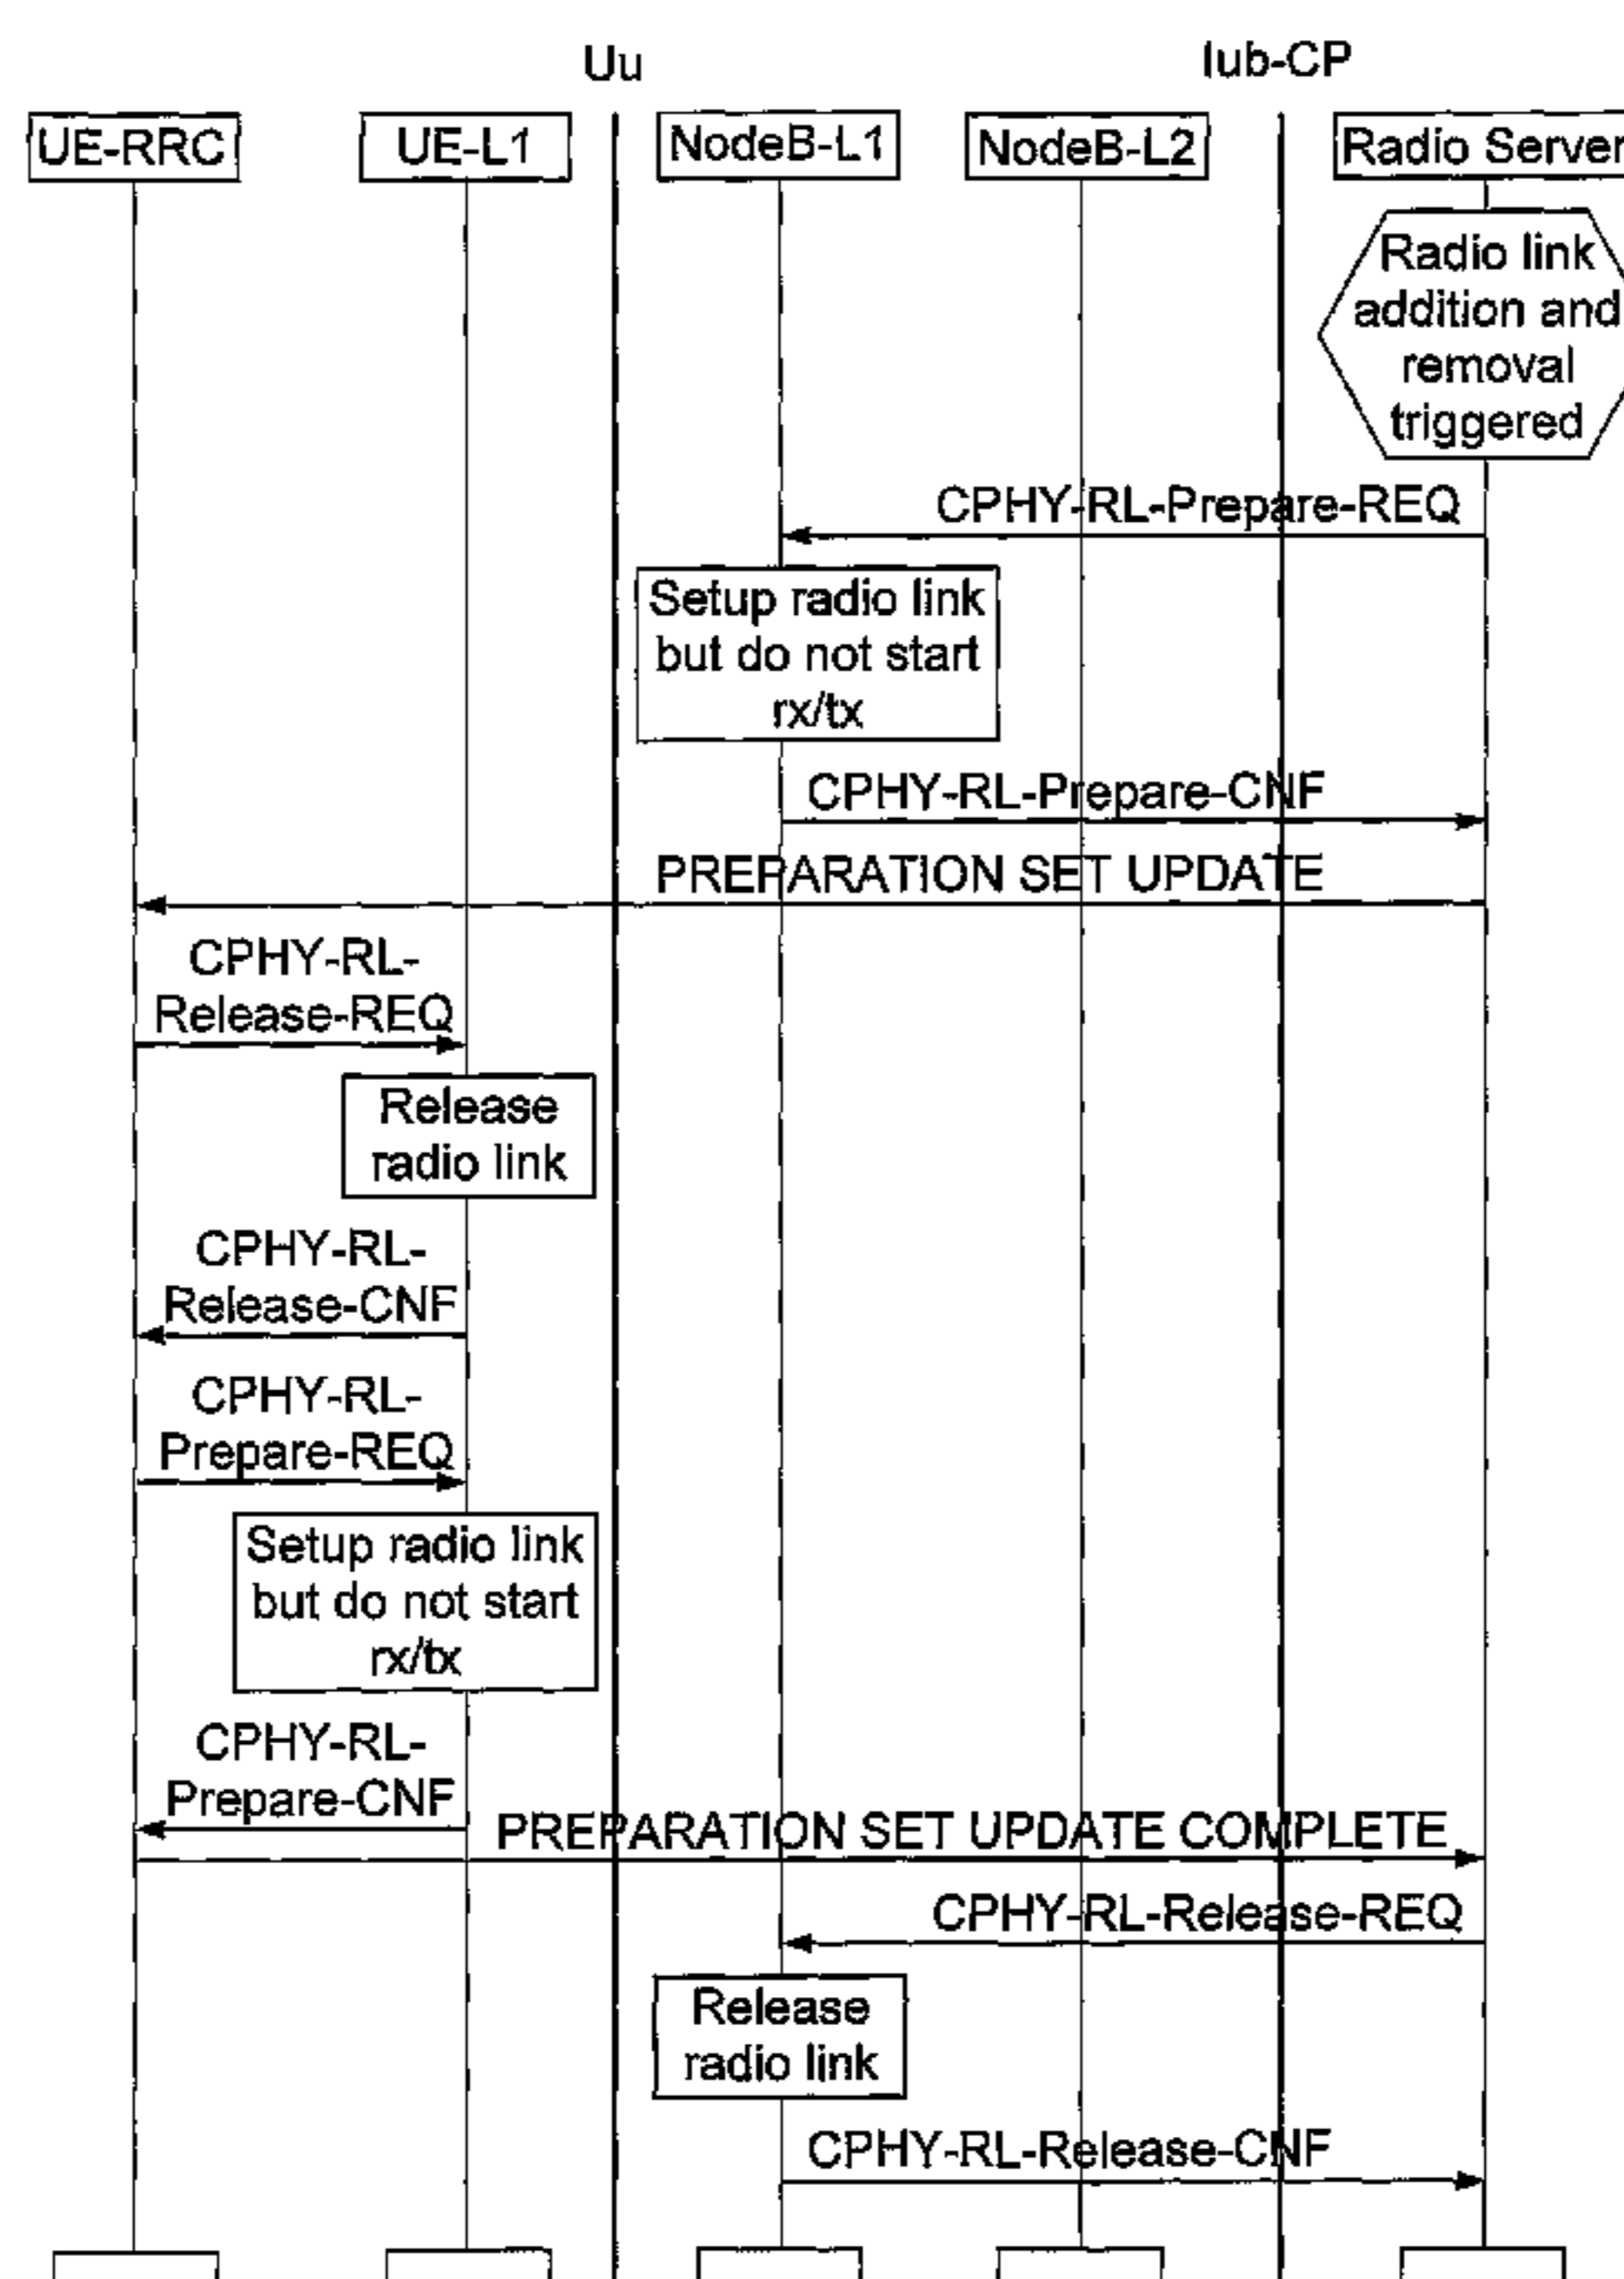 Uu
Iub-CP
UE-RRC
UE-L1
NodeB-L1
NodeB-L2
Radio Server
Radio link
addition and
removal
triggered
CPHY-RL-Prepare-REQ
Setup radio link
but do not start
rx/tx
CPHY-RL-Prepare-CNF
PREPARATION SET UPDATE
CPHY-RL-
Release-REQ
Release
radio link
CPHY-RL-
Release-CNF
CPHY-RL-
Prepare-REQ
Setup radio link
but do not start
rx/tx
CPHY-RL-
Prepare-CNF
PREPARATION SET UPDATE COMPLETE
CPHY-RL-Release-REQ
Release
radio link
CPHY-RL-Release-CNF